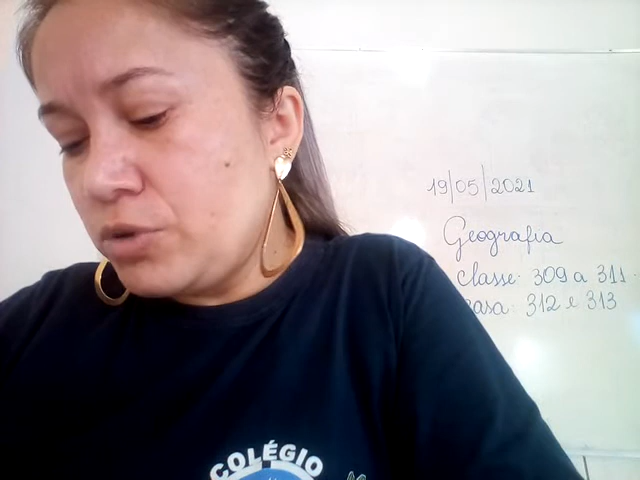 19/05/2021
Geografia
classe: 309 a 311.
casa: 312 e 313
COLÉGIO